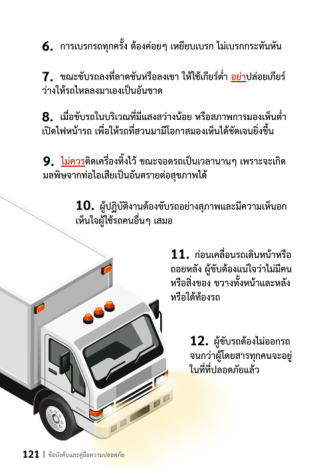 6. การเบรกรถทุกครั้ง ต้องค่อยๆ เหยียบเบรก ไม่เบรกกระทันหัน
7. ขณะขับรถลงที่ลาดชันหรือลงเขา ให้ใช้เกียร์ต่ำ อย่าปล่อยเกียร์
ว่างให้รถไหลลงมาเองเป็นอันขาด
8. เมื่อขับรถในบริเวณที่มีแสงสว่างน้อย หรือสภาพการมองเห็นต่ำ
เปิดไฟหน้ารถ เพื่อให้รถที่สวนมามีโอกาสมองเห็นได้ชัดเจนยิ่งขึ้น
9. ไม่ควรติดเครื่องทิ้งไว้ ขณะจอดรถเป็นเวลานานๆ เพราะจะเกิด
มลพิษจากท่อไอเสียเป็นอันตรายต่อสุขภาพได้
10. ผู้ปฏิบัติงานต้องขับรถอย่างสุภาพและมีความเห็นอก
เห็นใจผู้ใช้รถคนอื่นๆ เสมอ
11. ก่อนเคลื่อนรถเดินหน้าหรือ
ถอยหลัง ผู้ขับต้องแน่ใจว่าไม่มีคน
หรือสิ่งของ ขวางทั้งหน้าและหลัง
หรือใต้ท้องรถ
12. ผู้ขับรถต้องไม่ออกรถ
จนกว่าผู้โดยสารทุกคนจะอยู่
ในที่ที่ปลอดภัยแล้ว
121 | ข้อบังคับและคู่มือความปลอดภัย